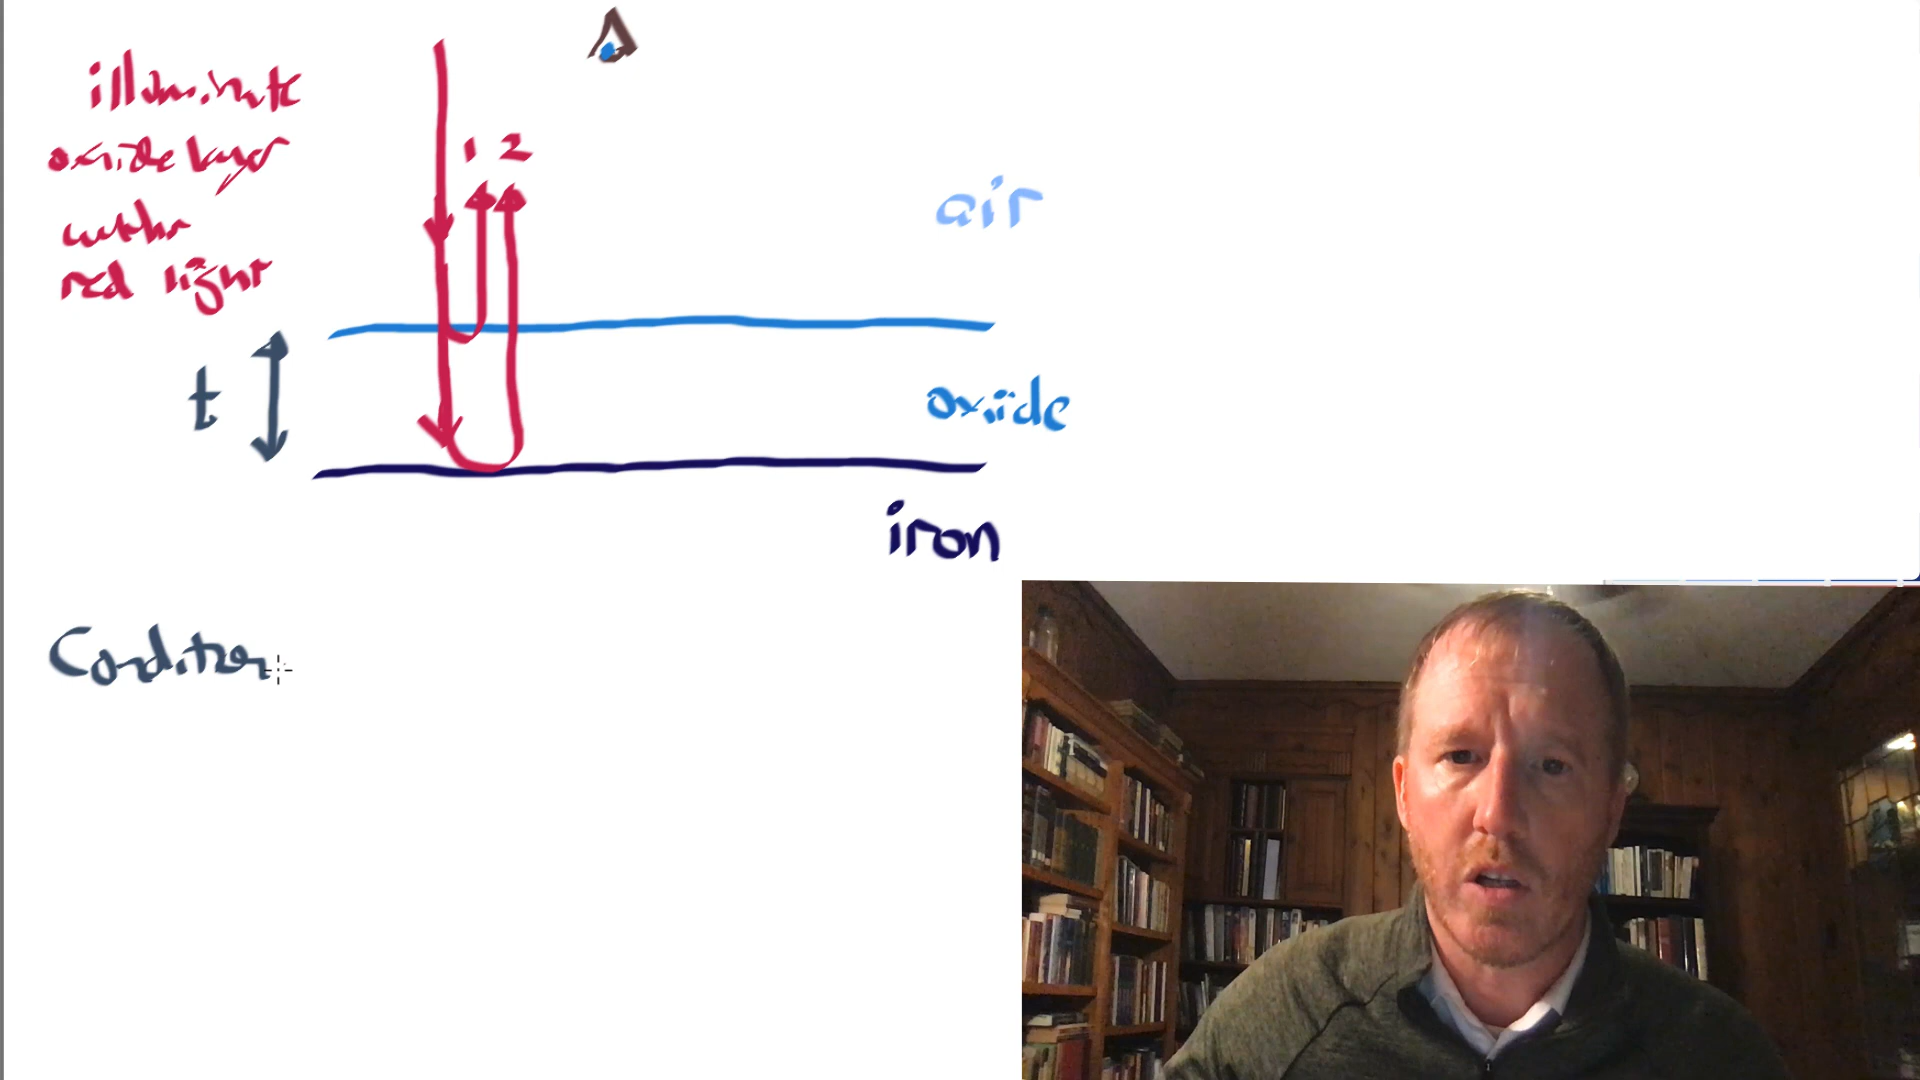 illuminate
oxide layer
with
red light
1 2
air
t
oxide
iron
Condition